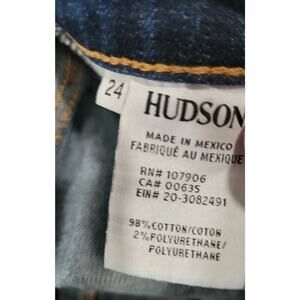 24
HUDSON
MADE IN MEXICO
FABRIQUÉ AU MEXIQUE
RN# 107906
CA# 00635
EIN# 20-3082491
98% COTTON/COTON
2% POLYURETHANE/
POLYURETHANE